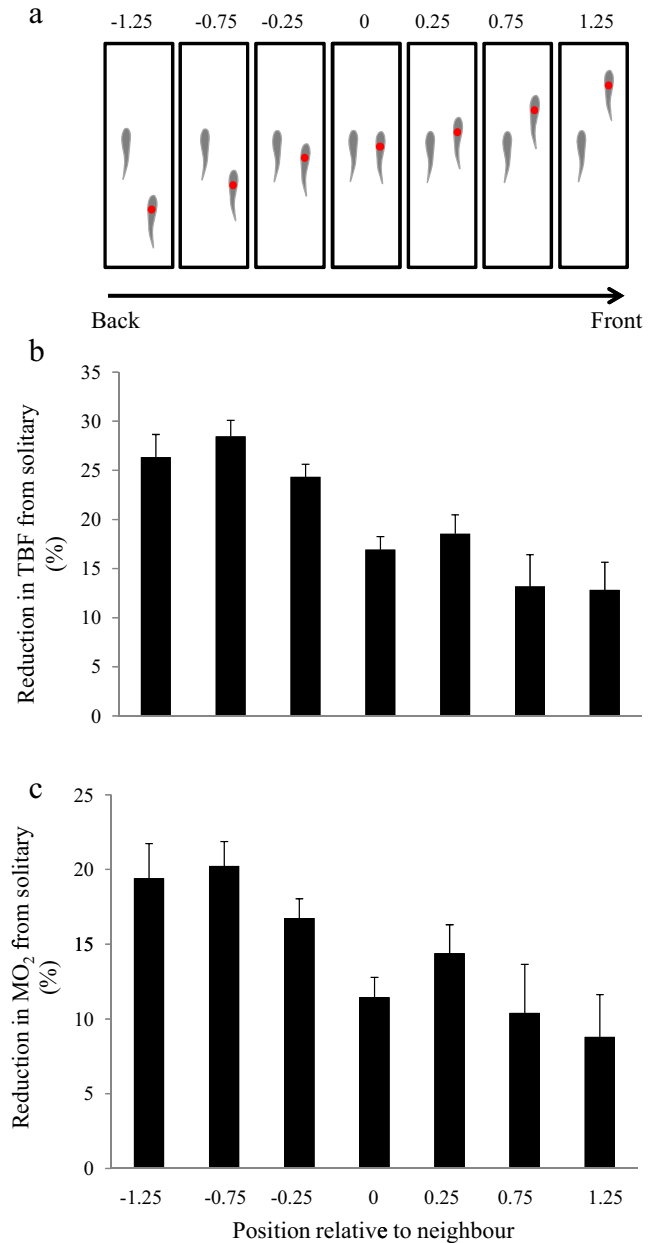 a
-1.25 -0.75 -0.25 0 0.25 0.75 1.25
Back Front
b
Reduction in TBF from solitary
(%)
35
30
25
20
15
10
5
0
c
Reduction in MO₂ from solitary
(%)
25
20
15
10
5
0
-1.25 -0.75 -0.25 0 0.25 0.75 1.25
Position relative to neighbour